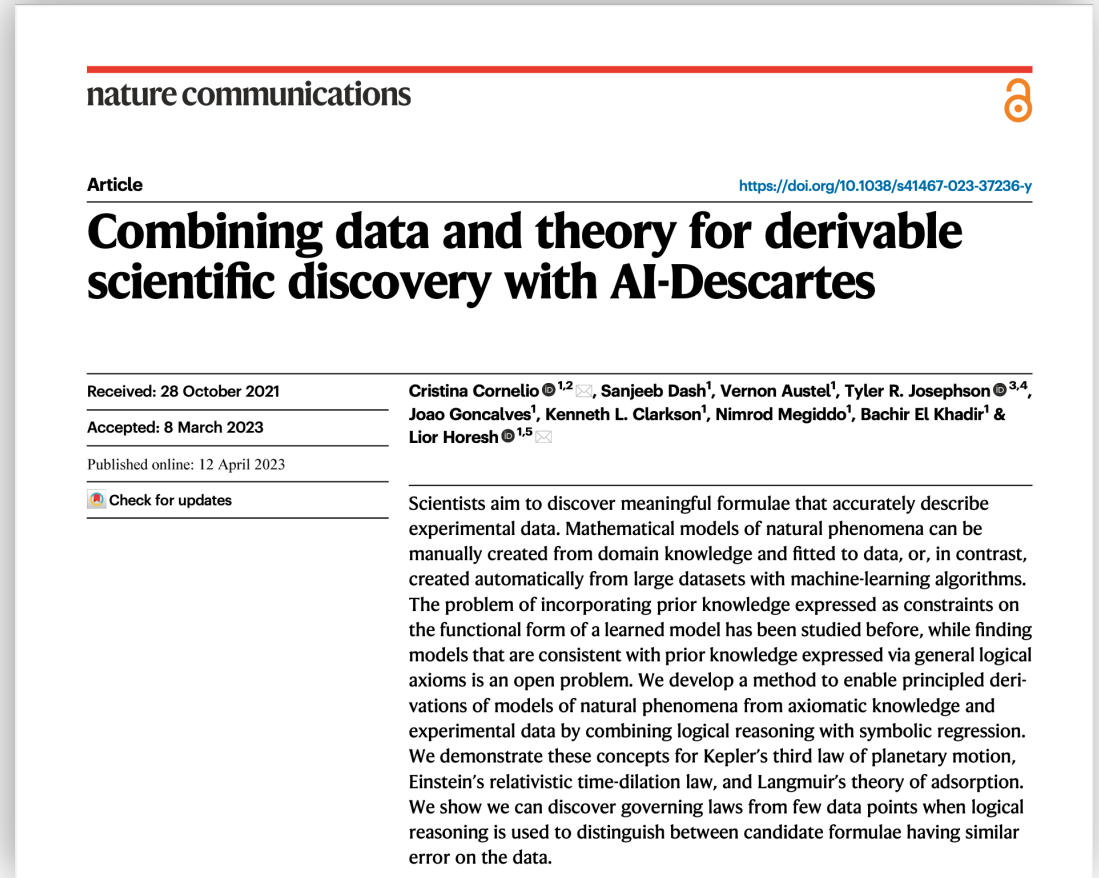 nature communications
Article
https://doi.org/10.1038/s41467-023-37236-y
Combining data and theory for derivable
scientific discovery with AI-Descartes
Received: 28 October 2021
Accepted: 8 March 2023
Published online: 12 April 2023
Check for updates
Cristina Cornelio iD 1,2, Sanjeeb Dash1, Vernon Austel1, Tyler R. Josephson iD 3,4,
Joao Goncalves1, Kenneth L. Clarkson1, Nimrod Megiddo1, Bachir El Khadir1 &
Lior Horesh iD 1,5
Scientists aim to discover meaningful formulae that accurately describe
experimental data. Mathematical models of natural phenomena can be
manually created from domain knowledge and fitted to data, or, in contrast,
created automatically from large datasets with machine-learning algorithms.
The problem of incorporating prior knowledge expressed as constraints on
the functional form of a learned model has been studied before, while finding
models that are consistent with prior knowledge expressed via general logical
axioms is an open problem. We develop a method to enable principled deri-
vations of models of natural phenomena from axiomatic knowledge and
experimental data by combining logical reasoning with symbolic regression.
We demonstrate these concepts for Kepler's third law of planetary motion,
Einstein's relativistic time-dilation law, and Langmuir's theory of adsorption.
We show we can discover governing laws from few data points when logical
reasoning is used to distinguish between candidate formulae having similar
error on the data.